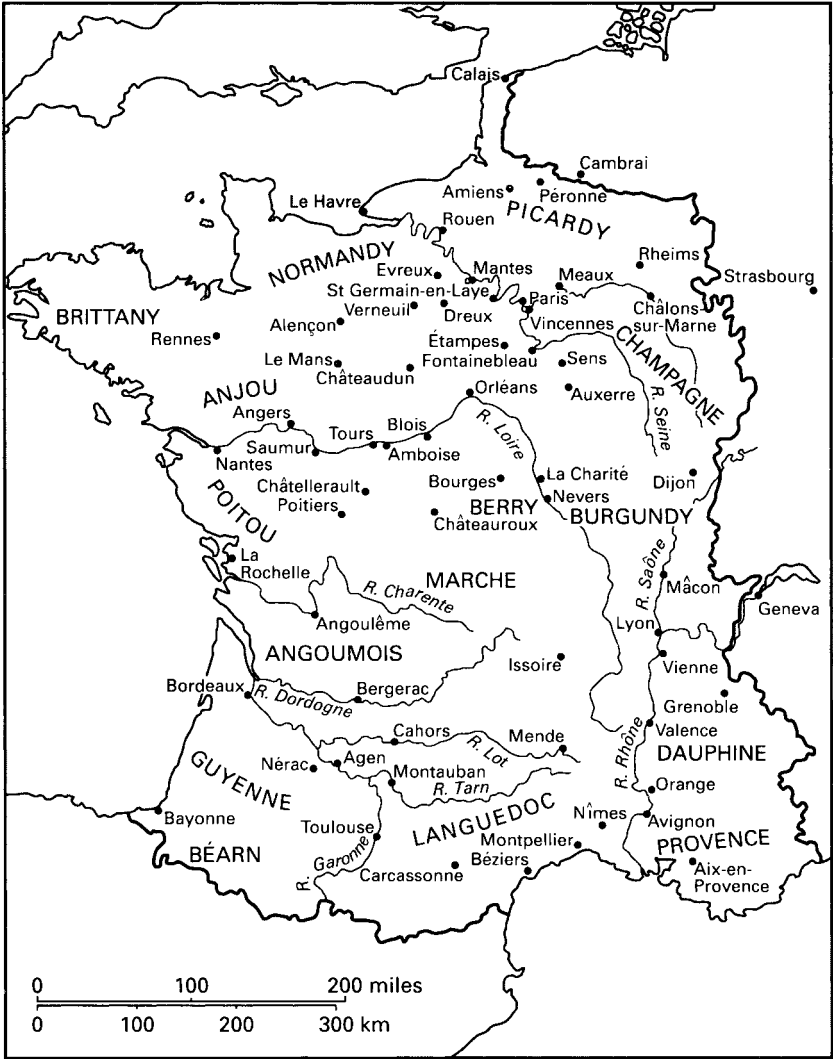 Calais
Cambrai
Amiens
Péronne
PICARDY
Le Havre
Rouen
NORMANDY
Rheims
Evreux
Mantes
Meaux
Strasbourg
St Germain-en-Laye
Paris
Châlons
-sur-Marne
Verneuil
Dreux
Vincennes
BRITTANY
Alençon
Rennes
Étampes
CHAMPAGNE
Fontainebleau
Sens
Le Mans
Châteaudun
Auxerre
ANJOU
Orléans
R. Seine
Angers
Blois
R. Loire
Tours
Saumur
Amboise
Nantes
La Charité
Dijon
Bourges
Châtellerault
Nevers
POITOU
Poitiers
BERRY
BURGUNDY
Châteauroux
La
Rochelle
R. Saône
MARCHE
Mâcon
R. Charente
Geneva
Angoulême
Lyon
ANGOUMOIS
Issoire
Vienne
Bordeaux
R. Dordogne
Bergerac
Grenoble
Valence
Cahors
R. Lot
Mende
DAUPHINE
R. Rhône
Nérac
Agen
GUYENNE
Montauban
R. Tarn
Orange
LANGUEDOC
Nîmes
Avignon
Bayonne
Toulouse
Montpellier
PROVENCE
BÉARN
R. Garonne
Béziers
Carcassonne
Aix-en-
Provence
0 100 200 miles
0 100 200 300 km